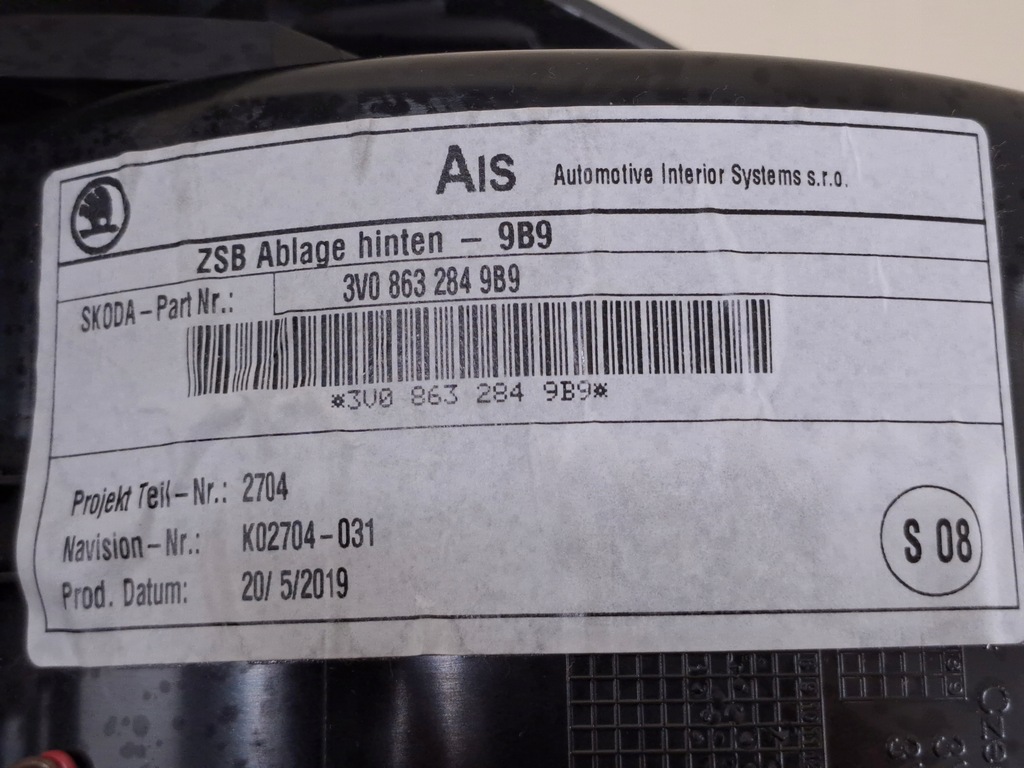 AIS Automotive Interior Systems s.r.o.
ZSB Ablage hinten - 9B9
SKODA-Part Nr.: 3V0 863 284 9B9
*3V0 863 284 9B9*
Projekt Teil-Nr.: 2704
Navision-Nr.: K02704-031
Prod. Datum: 20/ 5/2019
S 08